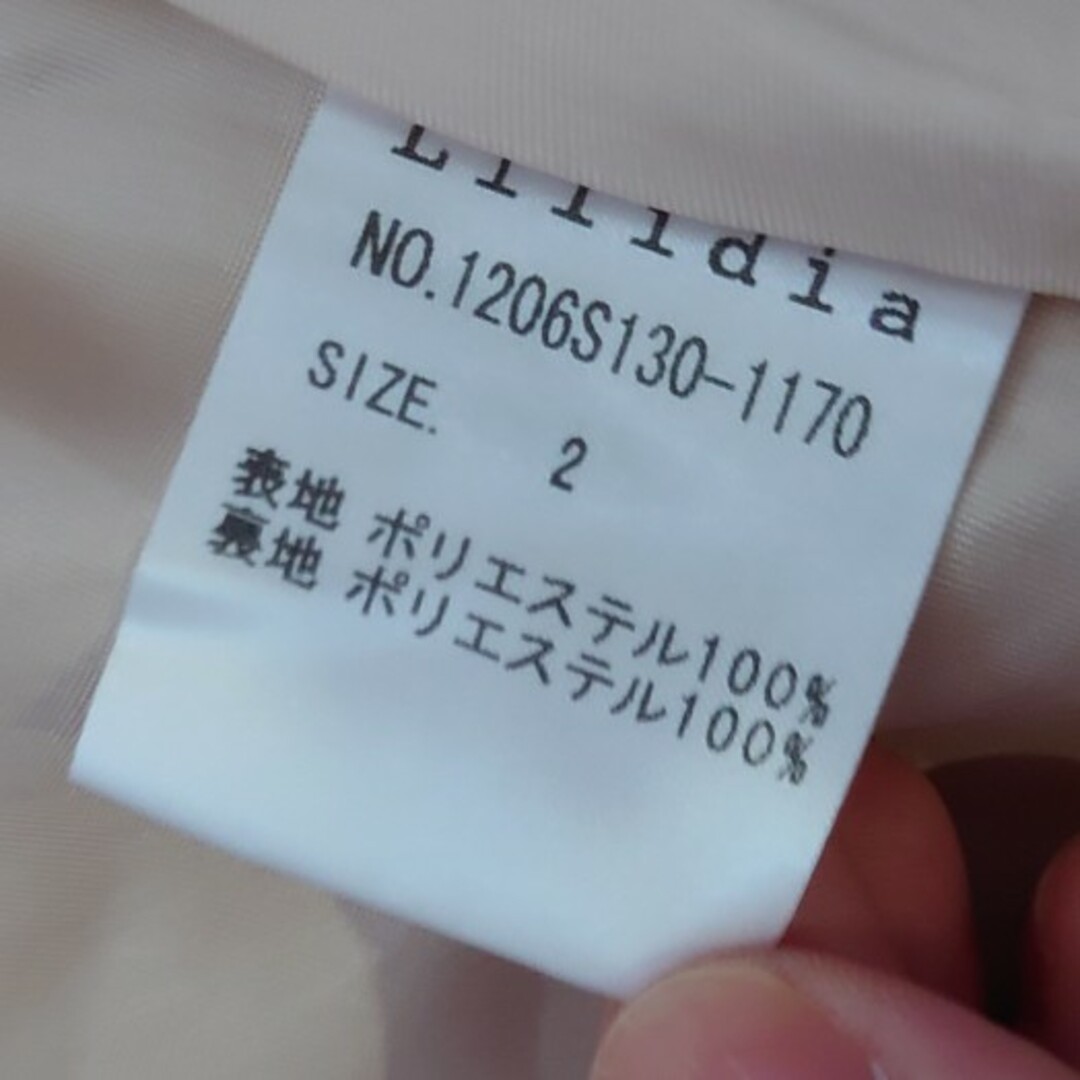 Lilidia
NO.1206S130-1170
SIZE. 2
表地 ポリエステル100%
裏地 ポリエステル100%